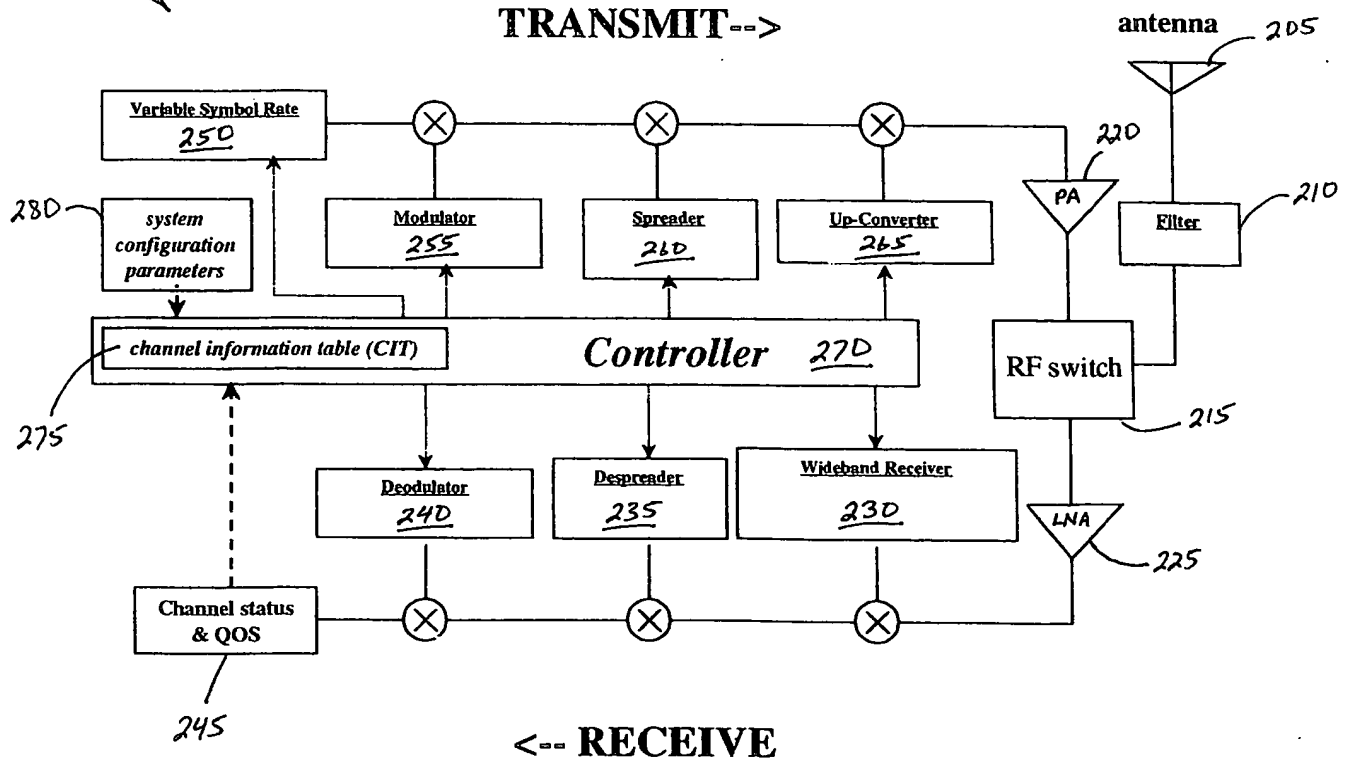 TRANSMIT-->
antenna
205
Variable Symbol Rate
250
220
PA
280
system
configuration
parameters
Modulator
255
Spreader
260
Up-Converter
265
Filter
210
channel information table (CIT)
Controller 270
RF switch
275
215
Deodulator
240
Despreader
235
Wideband Receiver
230
LNA
225
Channel status
& QOS
245
<-- RECEIVE